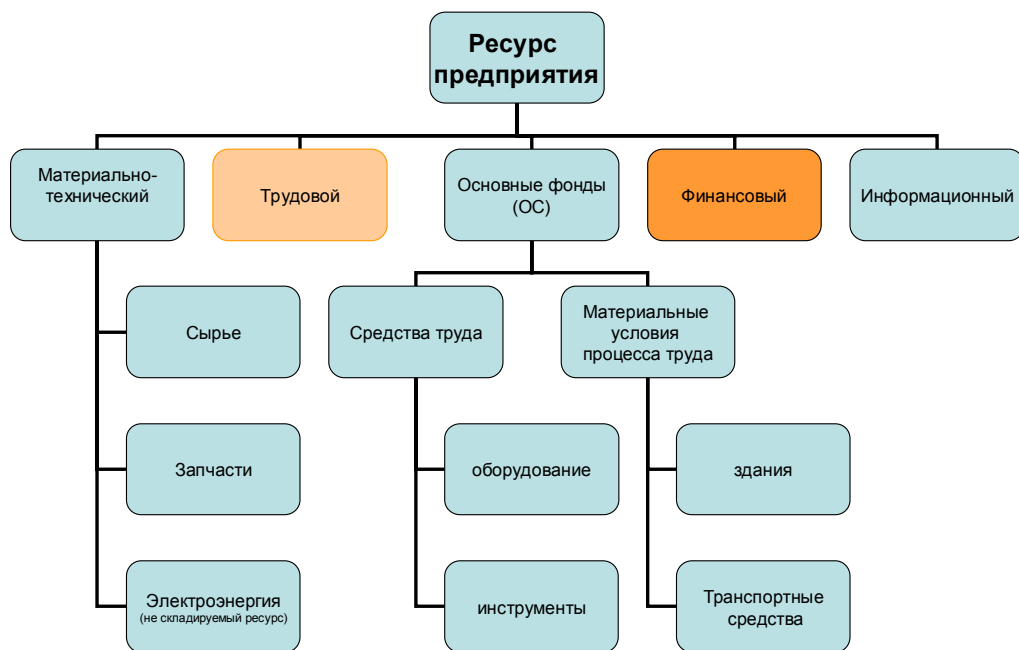 Ресурс
предприятия
Материально-
технический
Трудовой
Основные фонды
(ОС)
Финансовый
Информационный
Сырье
Средства труда
Материальные
условия
процесса труда
Запчасти
оборудование
здания
Электроэнергия
(не складируемый ресурс)
инструменты
Транспортные
средства